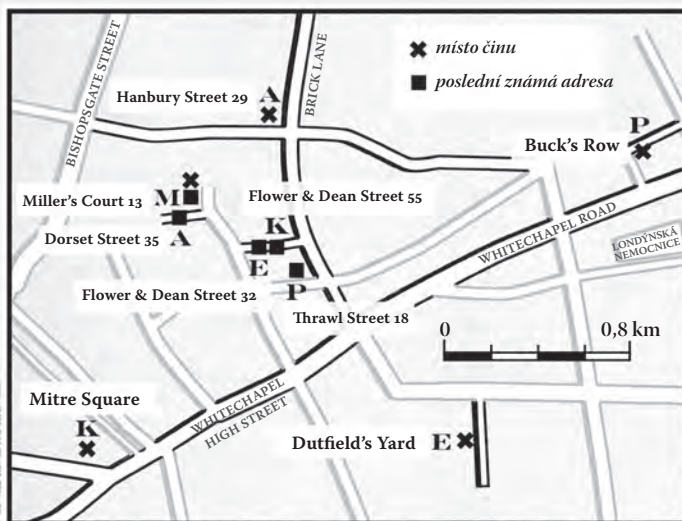 místo činu
poslední známá adresa
BISHOPSGATE STREET
BRICK LANE
A
Hanbury Street 29
P
Buck's Row
Miller's Court 13
M
Flower & Dean Street 55
K
Dorset Street 35
A
E
P
WHITECHAPEL ROAD
LONDÝNSKÁ
NEMOCNICE
Flower & Dean Street 32
Thrawl Street 18
0
0,8 km
Mitre Square
K
WHITECHAPEL
HIGH STREET
Dutfield's Yard
E